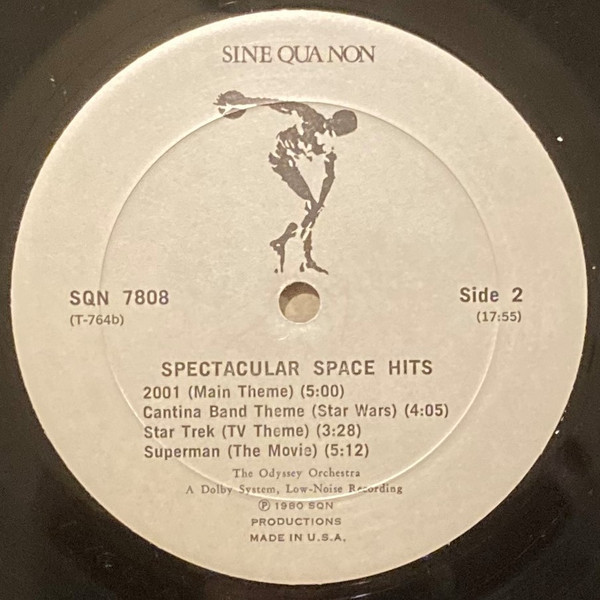 SINE QUA NON
SQN 7808
(T-764b)
Side 2
(17:55)
SPECTACULAR SPACE HITS
2001 (Main Theme) (5:00)
Cantina Band Theme (Star Wars) (4:05)
Star Trek (TV Theme) (3:28)
Superman (The Movie) (5:12)
The Odyssey Orchestra
A Dolby System, Low-Noise Recording
℗ 1980 SQN
PRODUCTIONS
MADE IN U.S.A.